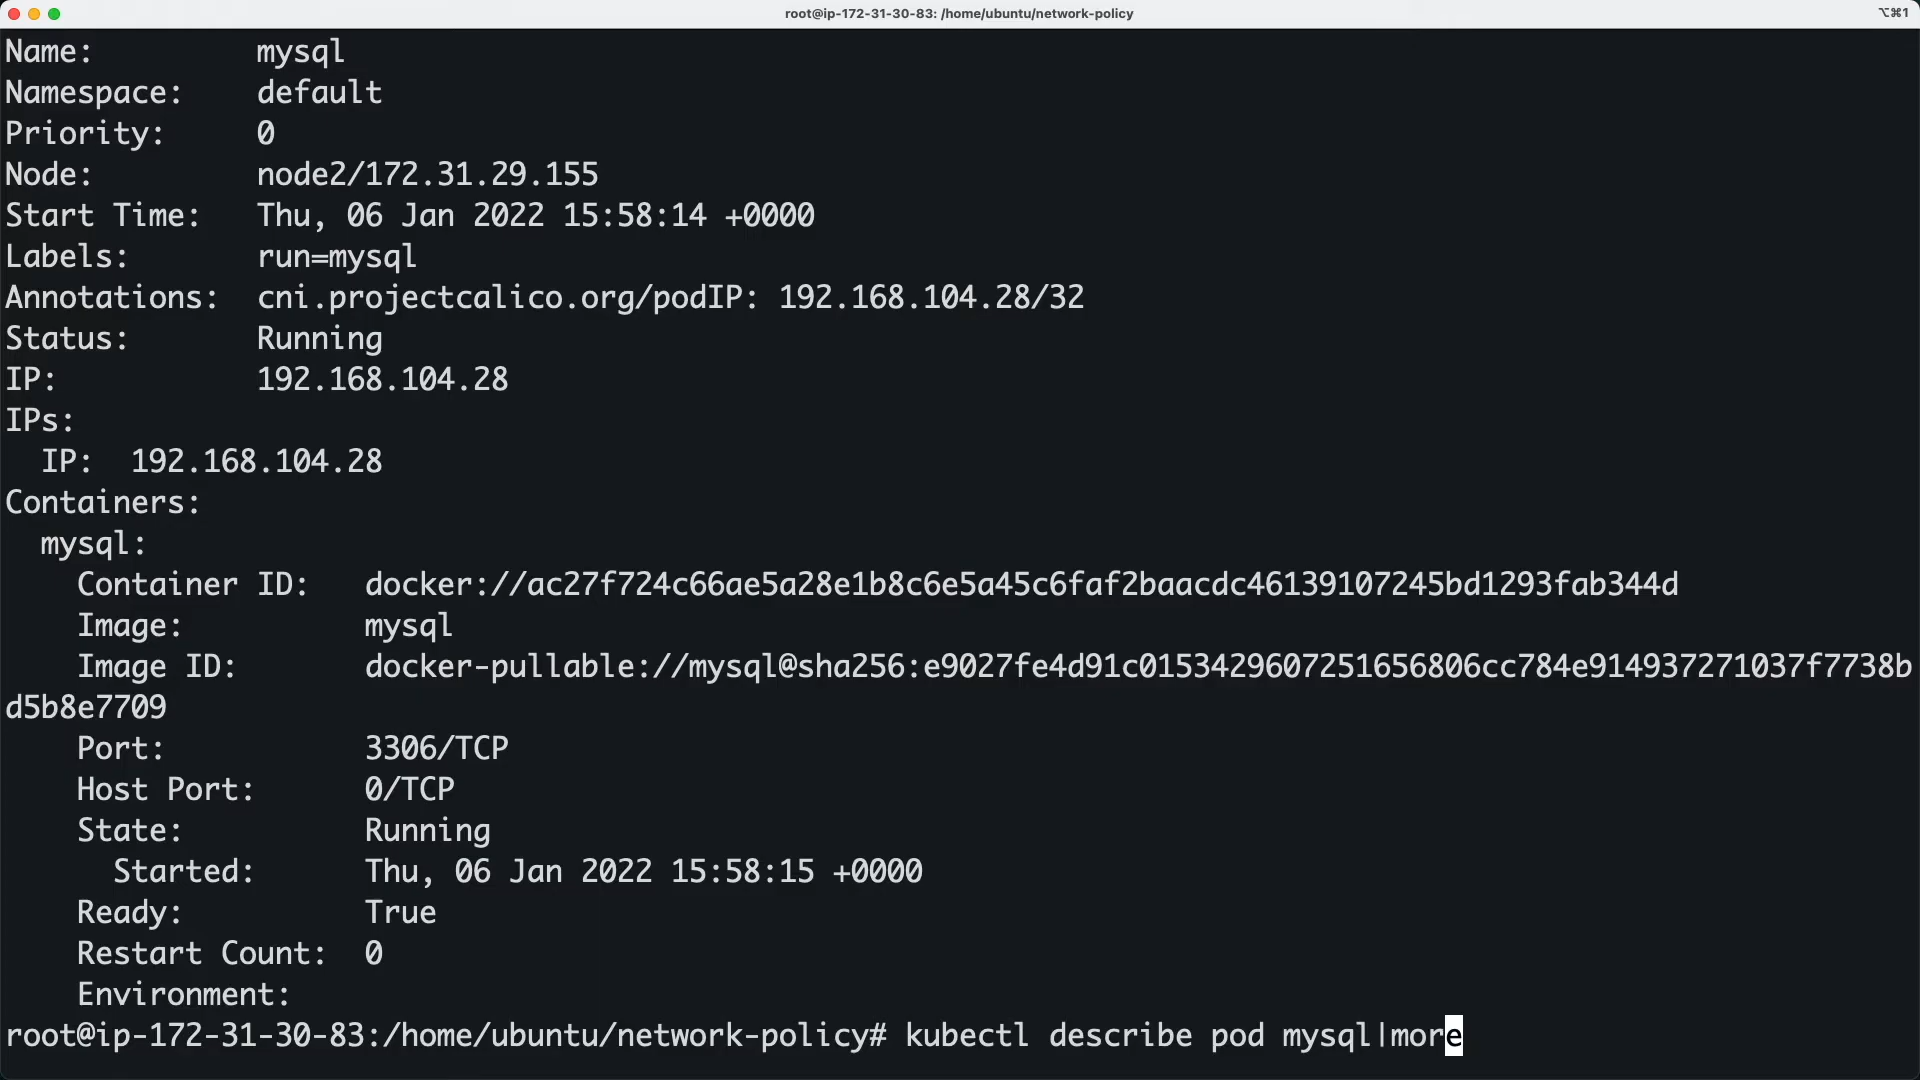 root@ip-172-31-30-83: /home/ubuntu/network-policy
⌥⌘1
Name:         mysql
Namespace:    default
Priority:     0
Node:         node2/172.31.29.155
Start Time:   Thu, 06 Jan 2022 15:58:14 +0000
Labels:       run=mysql
Annotations:  cni.projectcalico.org/podIP: 192.168.104.28/32
Status:       Running
IP:           192.168.104.28
IPs:
  IP:  192.168.104.28
Containers:
  mysql:
    Container ID:   docker://ac27f724c66ae5a28e1b8c6e5a45c6faf2baacdc46139107245bd1293fab344d
    Image:          mysql
    Image ID:       docker-pullable://mysql@sha256:e9027fe4d91c0153429607251656806cc784e914937271037f7738b
d5b8e7709
    Port:           3306/TCP
    Host Port:      0/TCP
    State:          Running
      Started:      Thu, 06 Jan 2022 15:58:15 +0000
    Ready:          True
    Restart Count:  0
    Environment:
root@ip-172-31-30-83:/home/ubuntu/network-policy# kubectl describe pod mysql|more